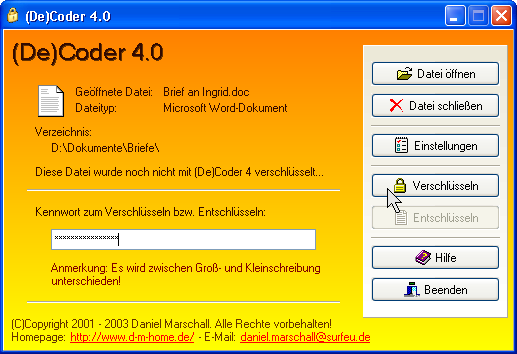 (De)Coder 4.0
(De)Coder 4.0
Geöffnete Datei: Brief an Ingrid.doc
Dateityp: Microsoft Word-Dokument
Verzeichnis:
D:\Dokumente\Briefe\
Diese Datei wurde noch nicht mit (De)Coder 4 verschlüsselt...
Kennwort zum Verschlüsseln bzw. Entschlüsseln:
****************
Anmerkung: Es wird zwischen Groß- und Kleinschreibung
unterschieden!
(C)Copyright 2001 - 2003 Daniel Marschall. Alle Rechte vorbehalten!
Homepage: http://www.d-m-home.de/ - E-Mail: daniel.marschall@surfeu.de
Datei öffnen
Datei schließen
Einstellungen
Verschlüsseln
Entschlüsseln
Hilfe
Beenden